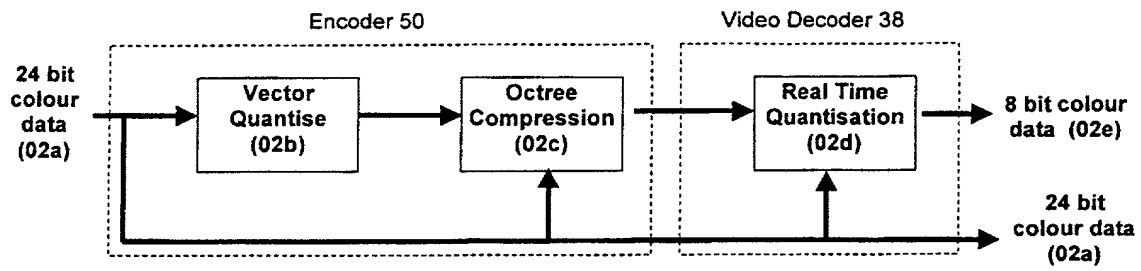 Encoder 50
Video Decoder 38
24 bit
colour
data
(02a)
Vector
Quantise
(02b)
Octree
Compression
(02c)
Real Time
Quantisation
(02d)
8 bit colour
data (02e)
24 bit
colour data
(02a)